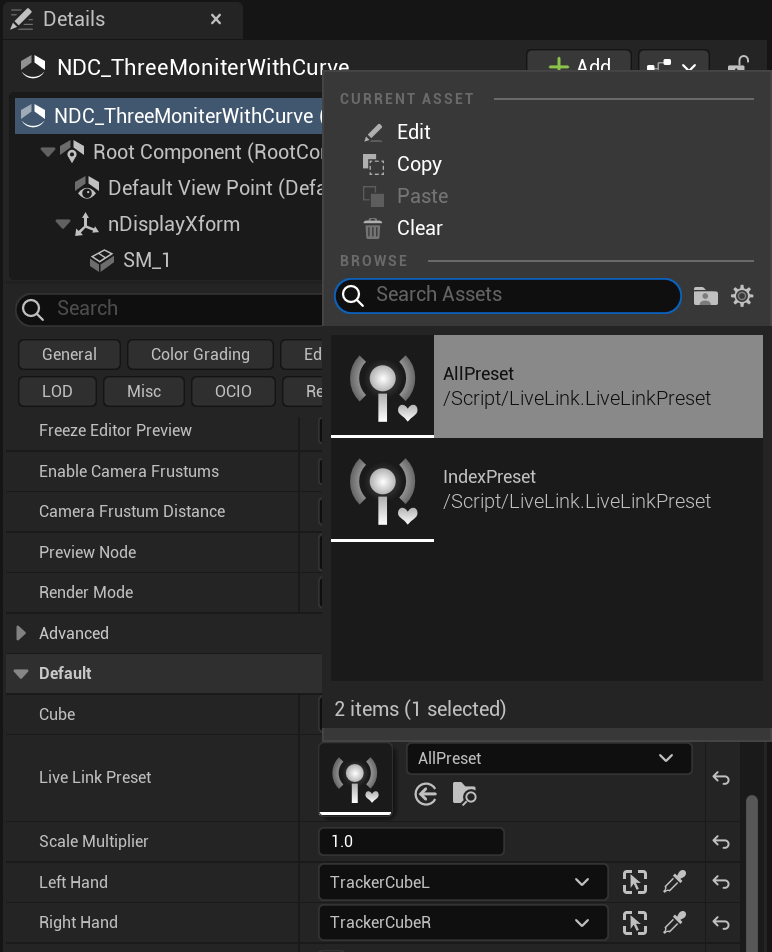 Details
NDC_ThreeMoniterWithCurve
Add
NDC_ThreeMoniterWithCurve (
Root Component (RootCo
Default View Point (Defa
nDisplayXform
SM_1
Search
General
Color Grading
Ed
LOD
Misc
OCIO
Re
Freeze Editor Preview
Enable Camera Frustums
Camera Frustum Distance
Preview Node
Render Mode
Advanced
Default
Cube
CURRENT ASSET
Edit
Copy
Paste
Clear
BROWSE
Search Assets
AllPreset
/Script/LiveLink.LiveLinkPreset
IndexPreset
/Script/LiveLink.LiveLinkPreset
2 items (1 selected)
Live Link Preset
AllPreset
Scale Multiplier
1.0
Left Hand
TrackerCubeL
Right Hand
TrackerCubeR